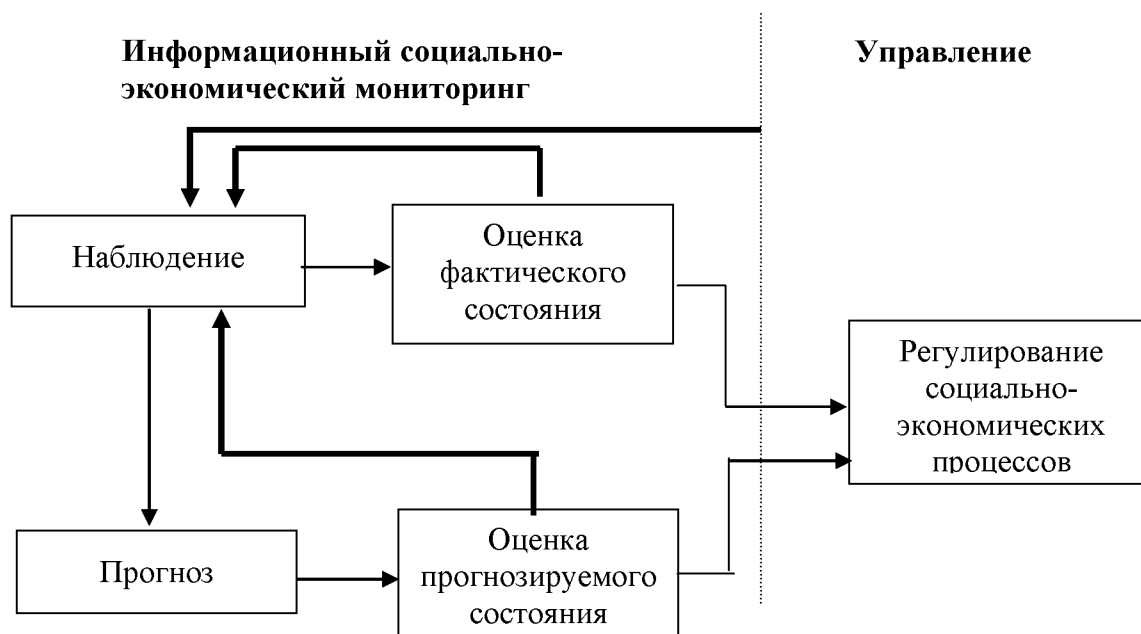 Информационный социально-
экономический мониторинг
Управление
Наблюдение
Оценка
фактического
состояния
Регулирование
социально-
экономических
процессов
Прогноз
Оценка
прогнозируемого
состояния